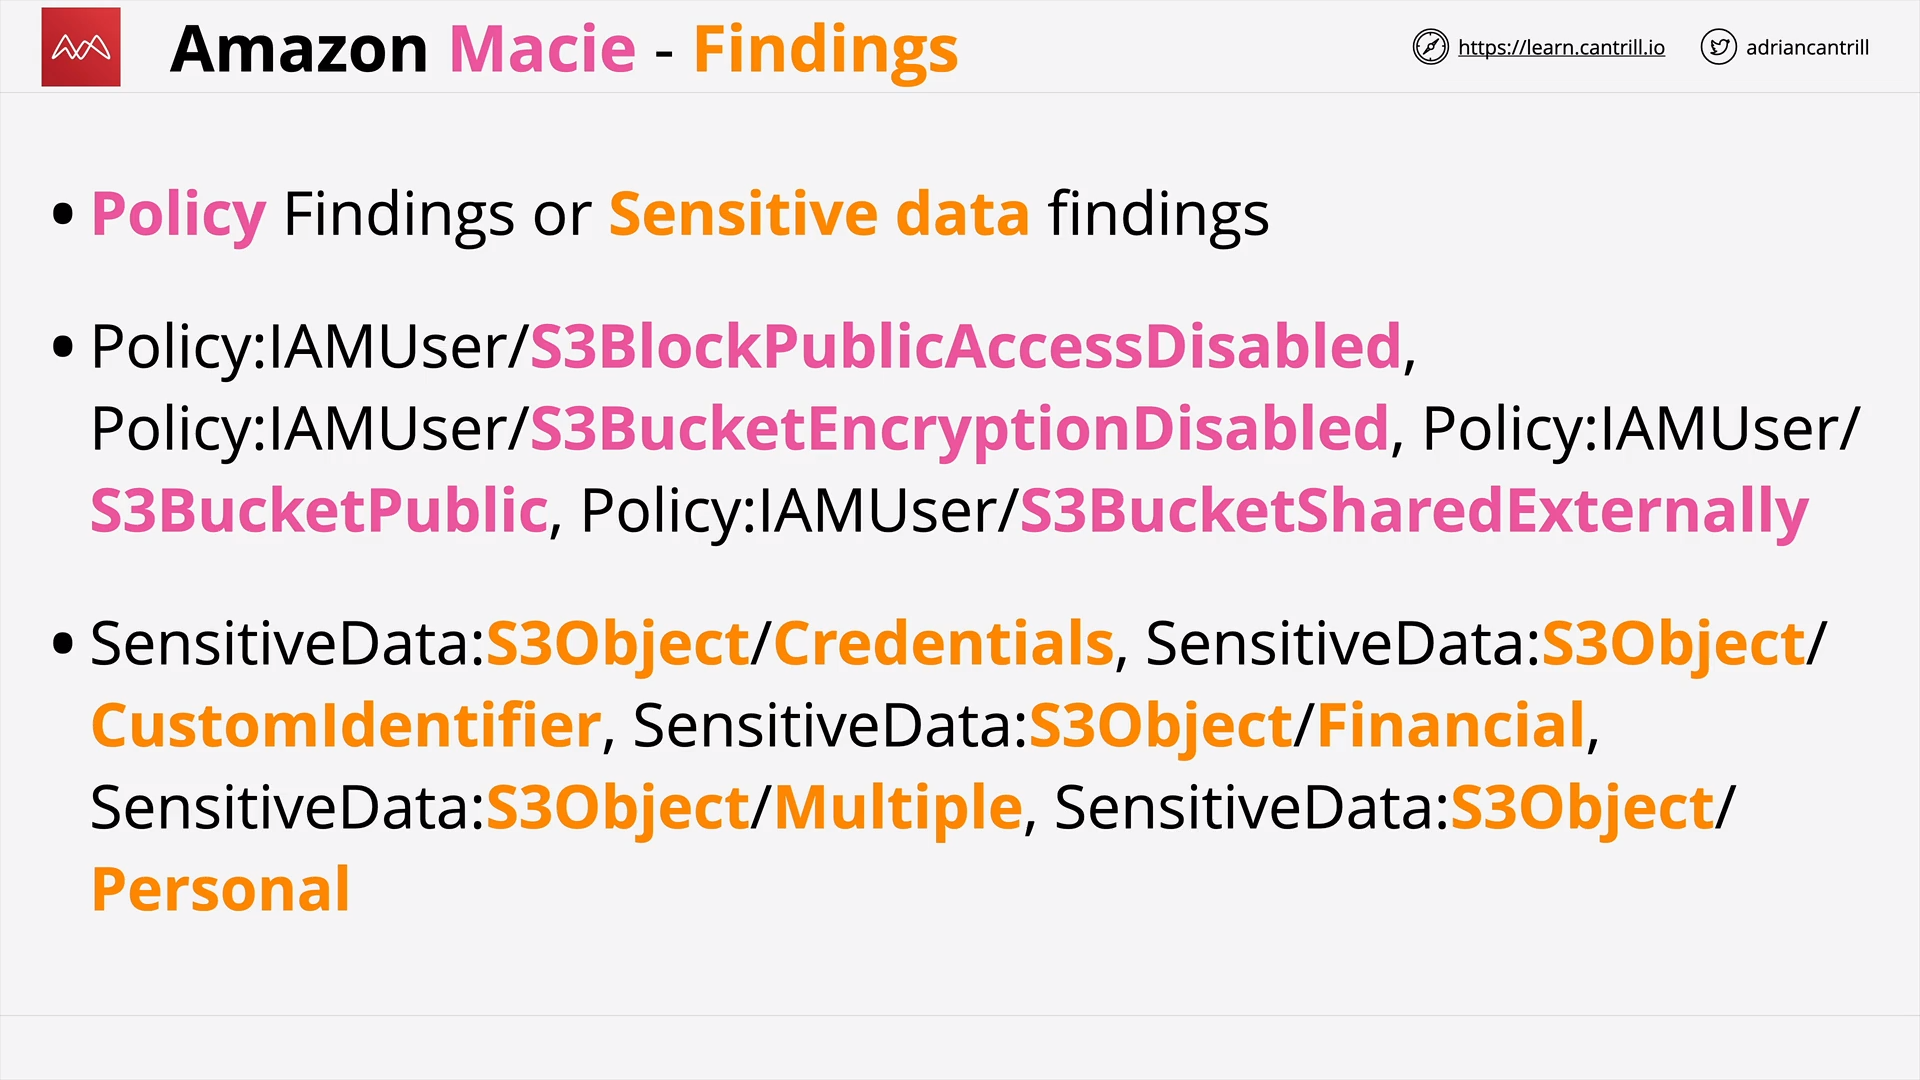 Amazon Macie - Findings
https://learn.cantrill.io
adriancantrill
• Policy Findings or Sensitive data findings
• Policy:IAMUser/S3BlockPublicAccessDisabled,
Policy:IAMUser/S3BucketEncryptionDisabled, Policy:IAMUser/
S3BucketPublic, Policy:IAMUser/S3BucketSharedExternally
• SensitiveData:S3Object/Credentials, SensitiveData:S3Object/
CustomIdentifier, SensitiveData:S3Object/Financial,
SensitiveData:S3Object/Multiple, SensitiveData:S3Object/
Personal